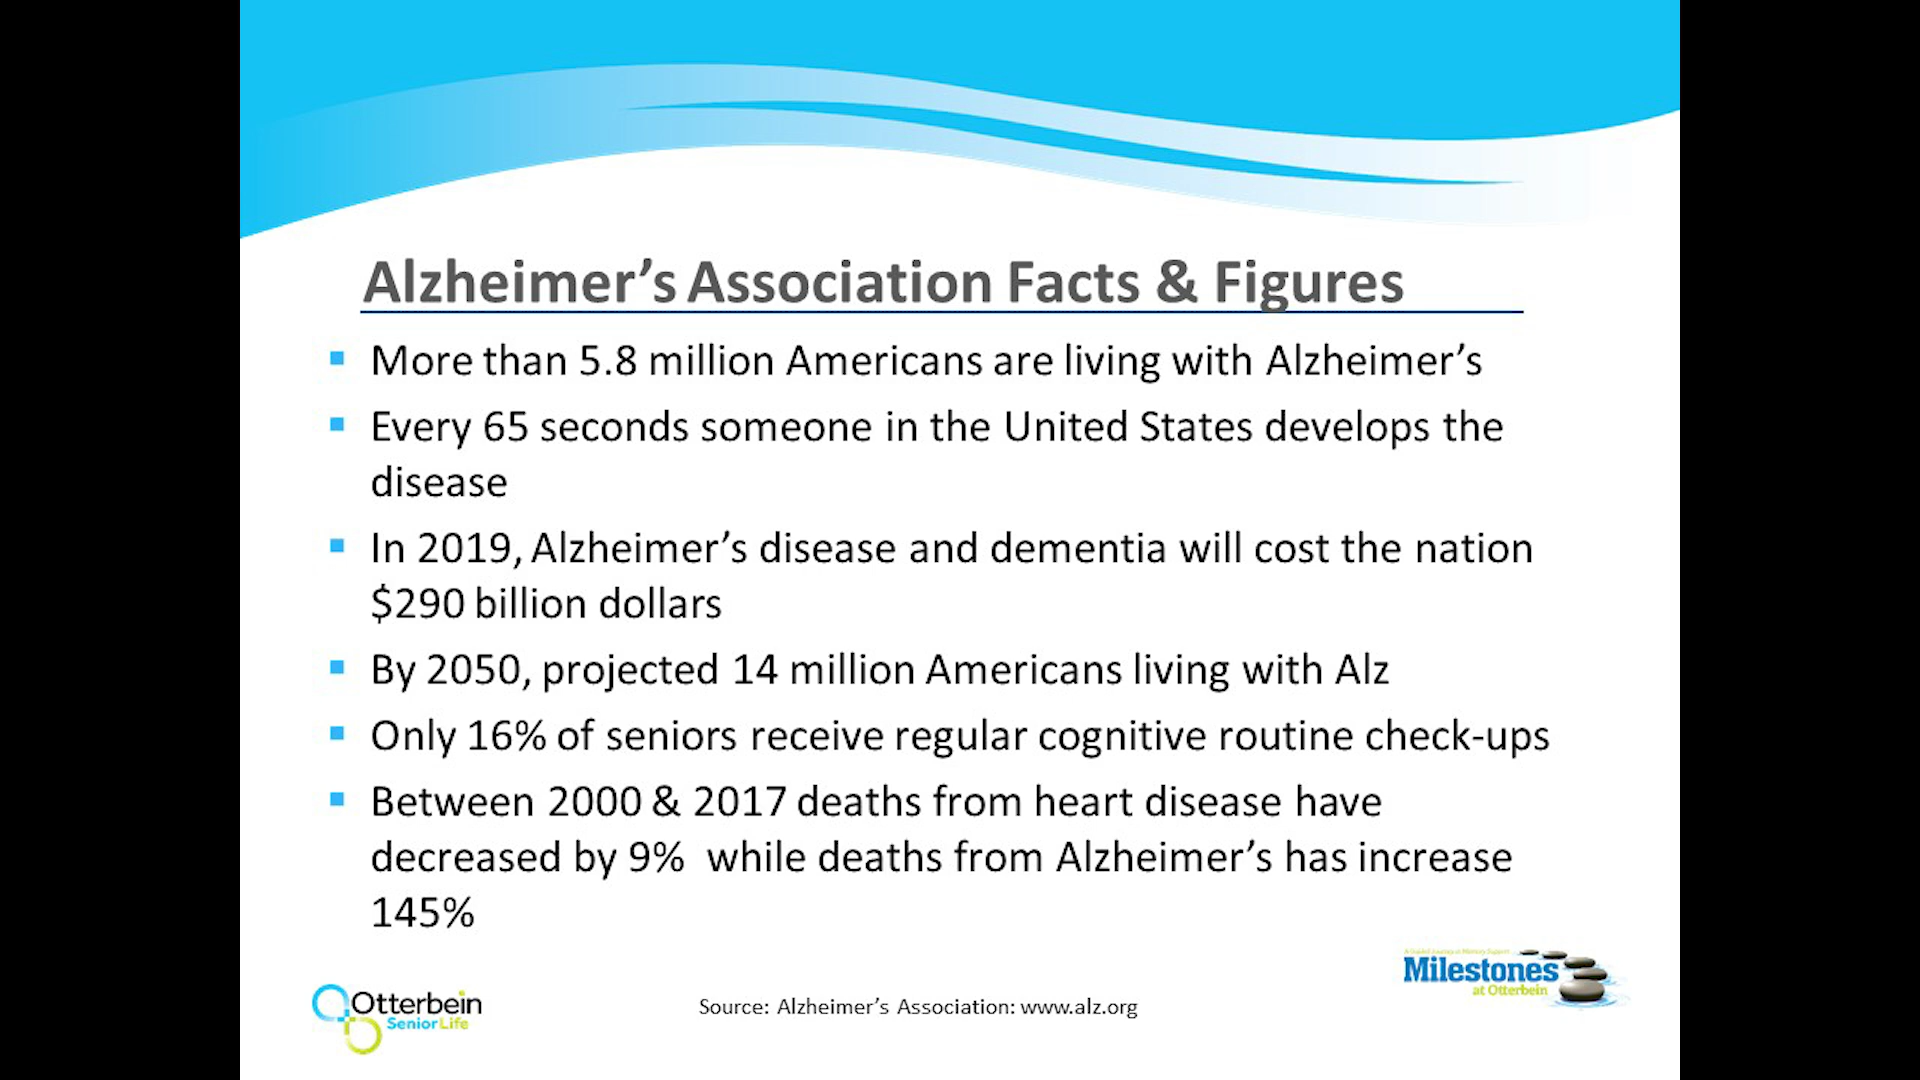 Alzheimer’s Association Facts & Figures
More than 5.8 million Americans are living with Alzheimer’s
Every 65 seconds someone in the United States develops the
disease
In 2019, Alzheimer’s disease and dementia will cost the nation
$290 billion dollars
By 2050, projected 14 million Americans living with Alz
Only 16% of seniors receive regular cognitive routine check-ups
Between 2000 & 2017 deaths from heart disease have
decreased by 9%  while deaths from Alzheimer’s has increase
145%
Milestones
at Otterbein
Otterbein
SeniorLife
Source: Alzheimer’s Association: www.alz.org